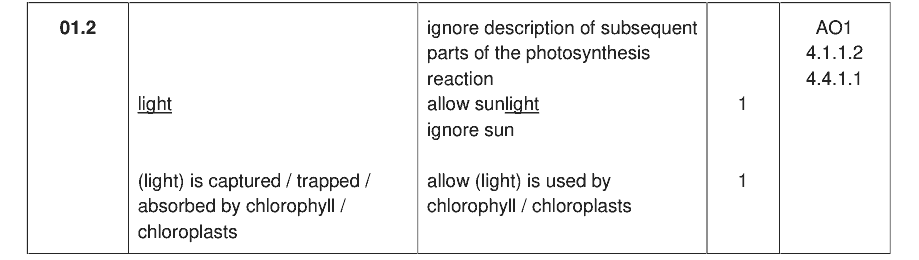 01.2 ignore description of subsequent AO1
parts of the photosynthesis 4.1.1.2
reaction 4.4.1.1
light allow sunlight 1
ignore sun
(light) is captured / trapped / allow (light) is used by 1
absorbed by chlorophyll / chlorophyll / chloroplasts
chloroplasts